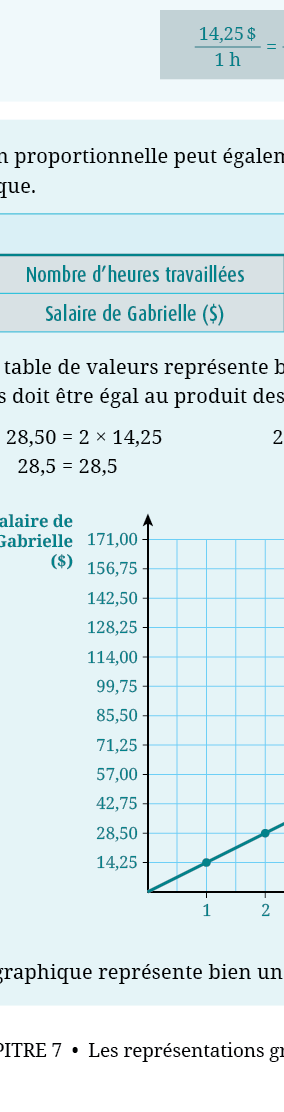 14,25 $
1 h
=
n proportionnelle peut égalem
que.
Nombre d’heures travaillées
Salaire de Gabrielle ($)
table de valeurs représente b
s doit être égal au produit des
28,50 = 2 × 14,25 2
28,5 = 28,5
alaire de
Gabrielle
($)
171,00
156,75
142,50
128,25
114,00
99,75
85,50
71,25
57,00
42,75
28,50
14,25
1 2
graphique représente bien un
PITRE 7 • Les représentations gr